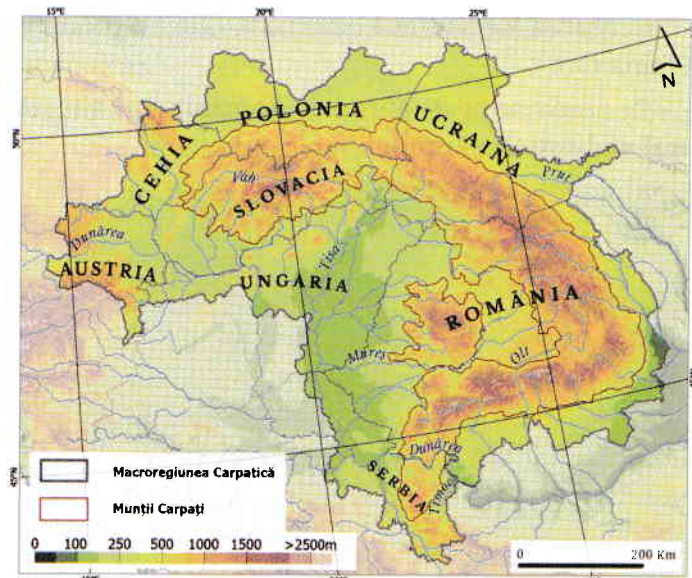 15°E
20°E
25°E
N
50°N
POLONIA
UCRAINA
CEHIA
Prut
Váh
SLOVACIA
Dunărea
AUSTRIA
UNGARIA
Tisa
ROMÂNIA
Mureș
Olt
Dunărea
SERBIA
45°N
Macroregiunea Carpatică
Munții Carpați
0 100 250 500 1000 1500 >2500m
0 200 Km